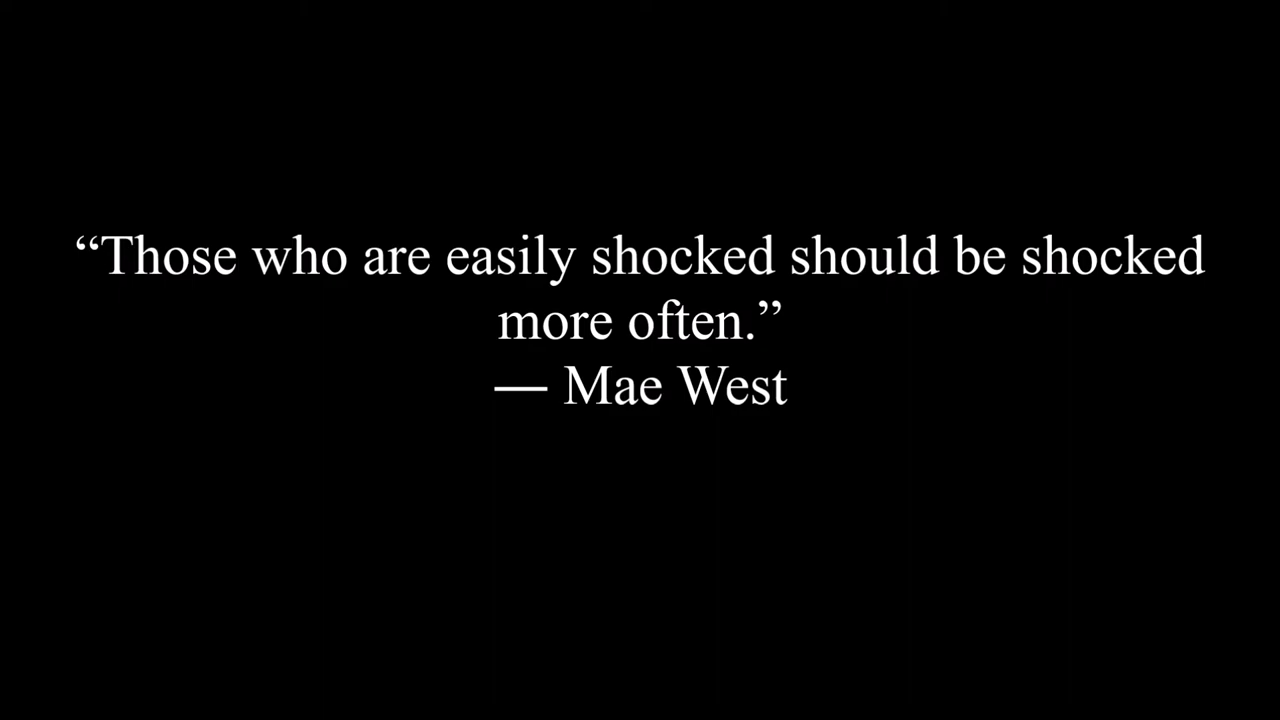 “Those who are easily shocked should be shocked
more often.”
— Mae West